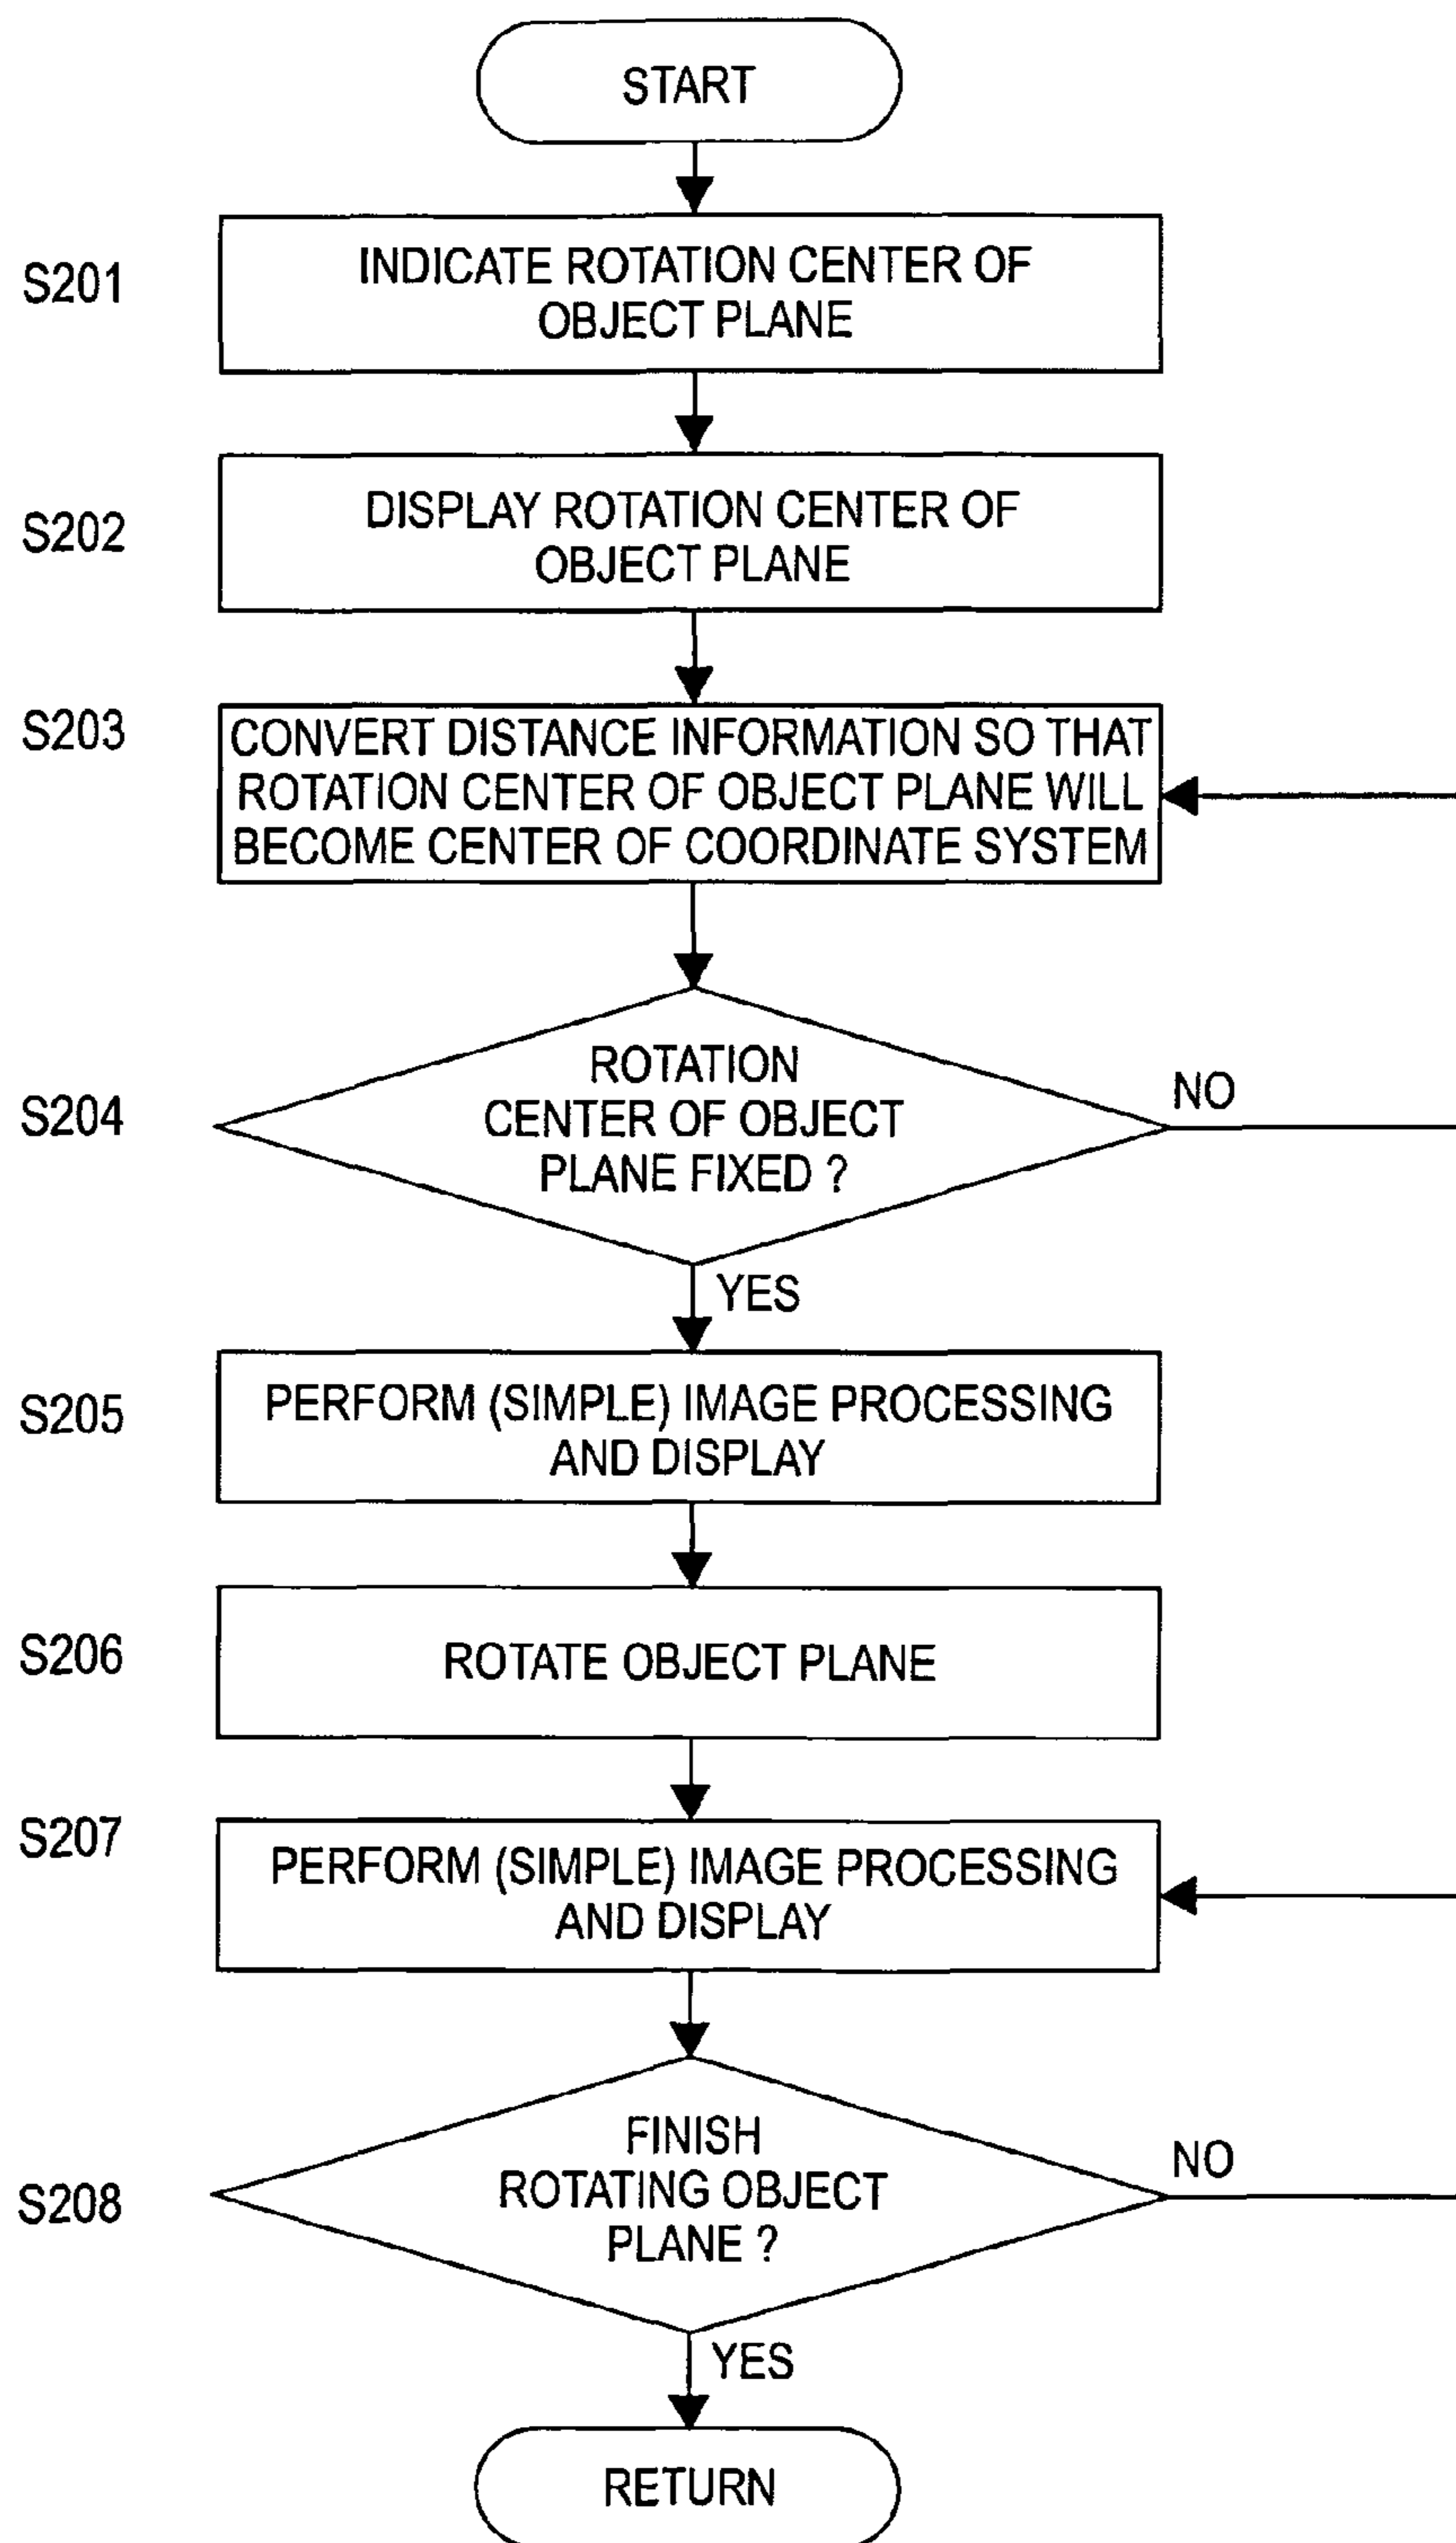 START
S201
INDICATE ROTATION CENTER OF
OBJECT PLANE
S202
DISPLAY ROTATION CENTER OF
OBJECT PLANE
S203
CONVERT DISTANCE INFORMATION SO THAT
ROTATION CENTER OF OBJECT PLANE WILL
BECOME CENTER OF COORDINATE SYSTEM
S204
ROTATION
CENTER OF OBJECT
PLANE FIXED ?
NO
YES
S205
PERFORM (SIMPLE) IMAGE PROCESSING
AND DISPLAY
S206
ROTATE OBJECT PLANE
S207
PERFORM (SIMPLE) IMAGE PROCESSING
AND DISPLAY
S208
FINISH
ROTATING OBJECT
PLANE ?
NO
YES
RETURN